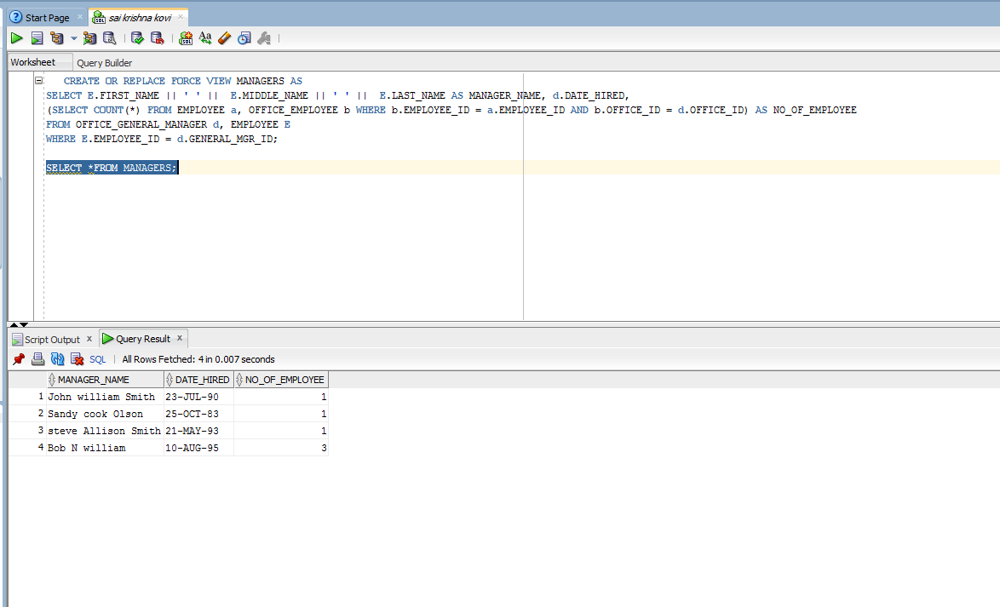 Start Page
sai krishna kovi
Worksheet Query Builder
CREATE OR REPLACE FORCE VIEW MANAGERS AS
SELECT E.FIRST_NAME || ' ' || E.MIDDLE_NAME || ' ' || E.LAST_NAME AS MANAGER_NAME, d.DATE_HIRED,
(SELECT COUNT(*) FROM EMPLOYEE a, OFFICE_EMPLOYEE b WHERE b.EMPLOYEE_ID = a.EMPLOYEE_ID AND b.OFFICE_ID = d.OFFICE_ID) AS NO_OF_EMPLOYEE
FROM OFFICE_GENERAL_MANAGER d, EMPLOYEE E
WHERE E.EMPLOYEE_ID = d.GENERAL_MGR_ID;
SELECT *FROM MANAGERS;
Script Output x Query Result x
SQL | All Rows Fetched: 4 in 0.007 seconds
MANAGER_NAME DATE_HIRED NO_OF_EMPLOYEE
1 John william Smith 23-JUL-90 1
2 Sandy cook Olson 25-OCT-83 1
3 steve Allison Smith 21-MAY-93 1
4 Bob N william 10-AUG-95 3